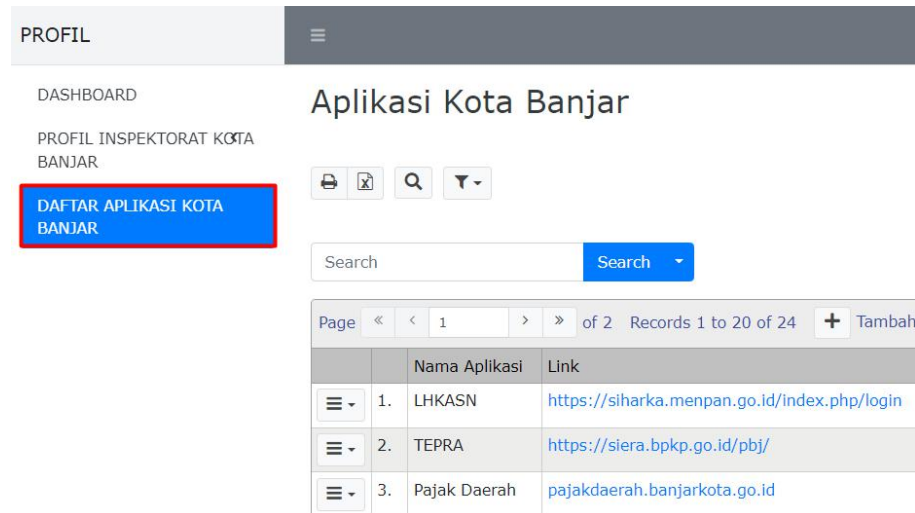 PROFIL
DASHBOARD
PROFIL INSPEKTORAT KOTA
BANJAR
DAFTAR APLIKASI KOTA
BANJAR
Aplikasi Kota Banjar
Search
Search
Page 1 of 2 Records 1 to 20 of 24 Tambah
Nama Aplikasi Link
1. LHKASN https://siharka.menpan.go.id/index.php/login
2. TEPRA https://siera.bpkp.go.id/pbj/
3. Pajak Daerah pajakdaerah.banjarkota.go.id